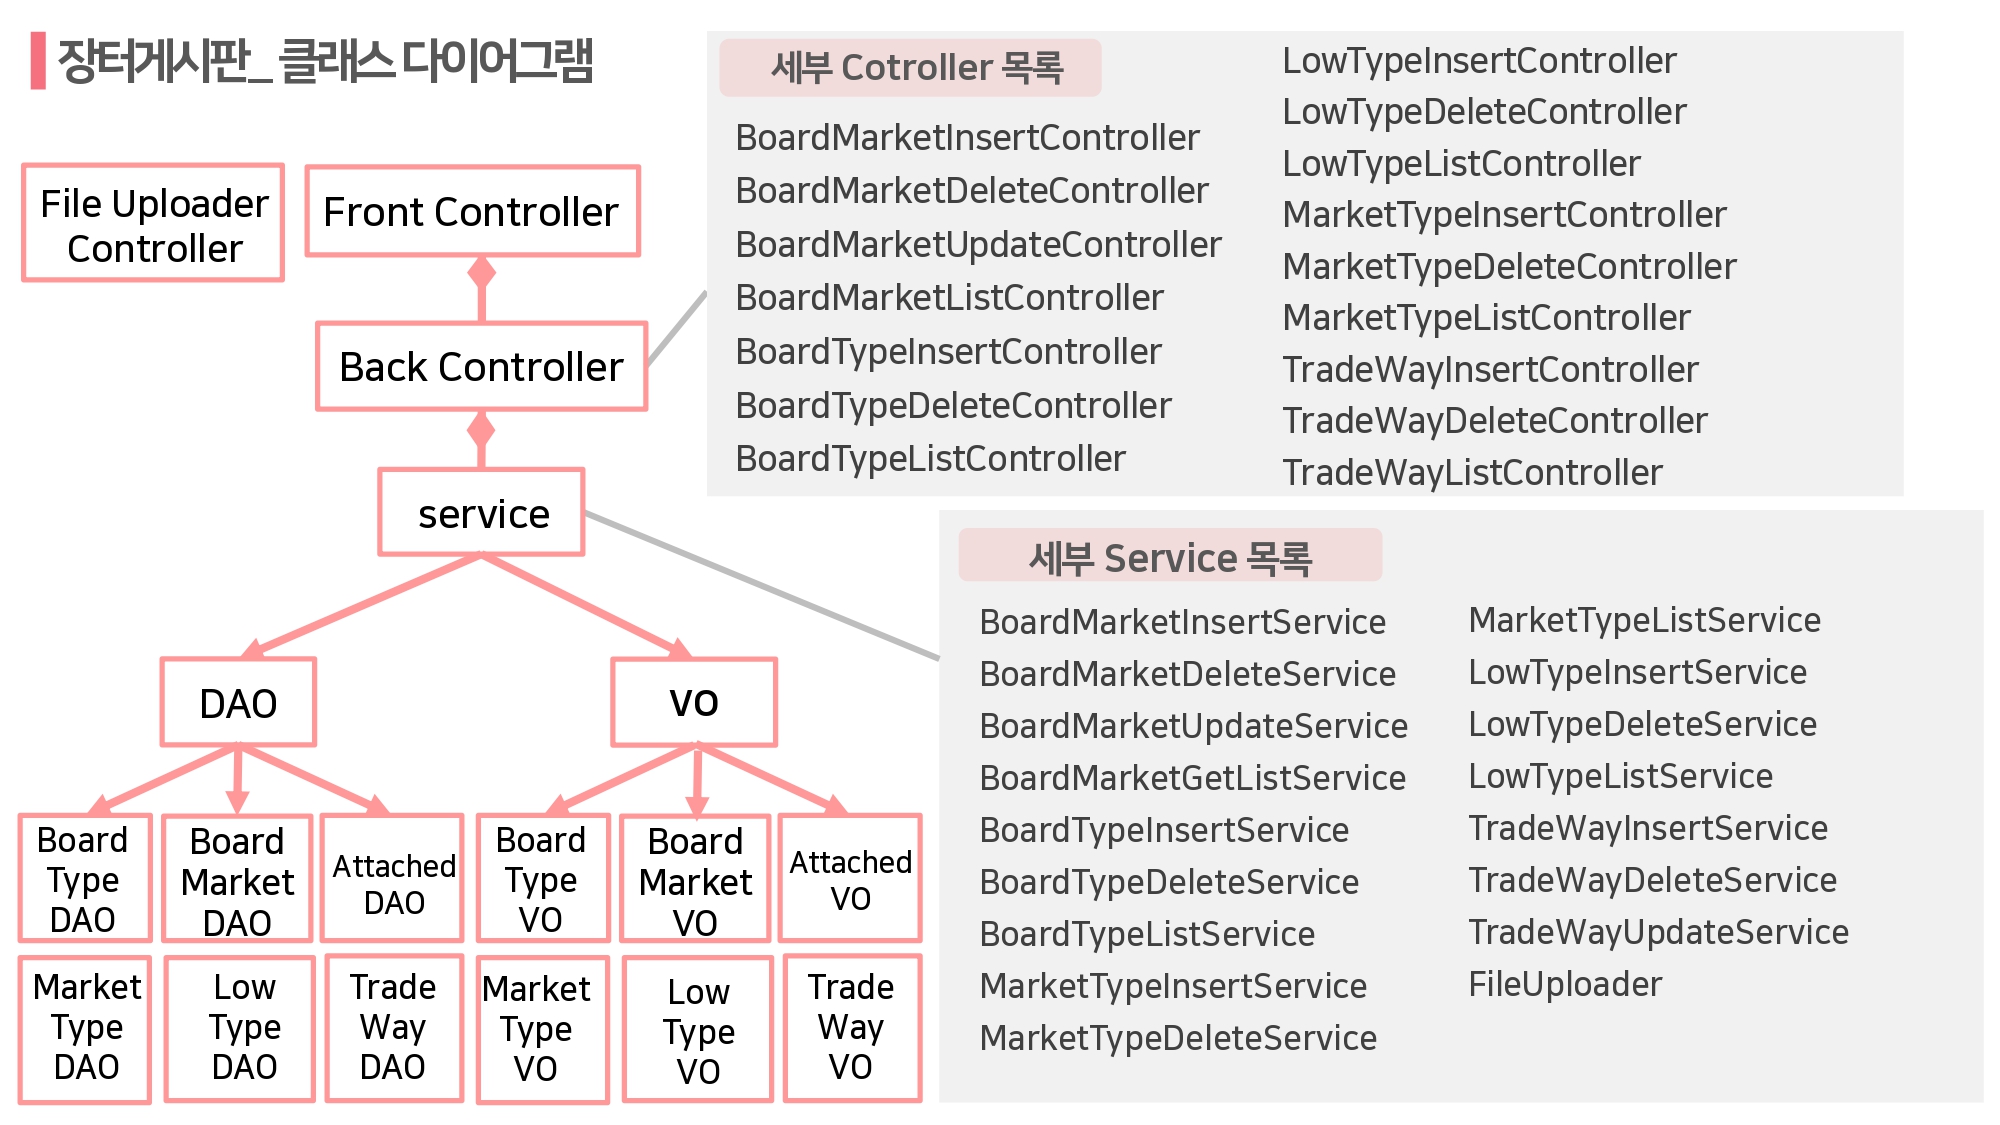 장터게시판_ 클래스 다이어그램
File Uploader
Controller
Front Controller
Back Controller
service
DAO
VO
Board
Type
DAO
Board
Market
DAO
Attached
DAO
Board
Type
VO
Board
Market
VO
Attached
VO
Market
Type
DAO
Low
Type
DAO
Trade
Way
DAO
Market
Type
VO
Low
Type
VO
Trade
Way
VO
세부 Cotroller 목록
BoardMarketInsertController
BoardMarketDeleteController
BoardMarketUpdateController
BoardMarketListController
BoardTypeInsertController
BoardTypeDeleteController
BoardTypeListController
LowTypeInsertController
LowTypeDeleteController
LowTypeListController
MarketTypeInsertController
MarketTypeDeleteController
MarketTypeListController
TradeWayInsertController
TradeWayDeleteController
TradeWayListController
세부 Service 목록
BoardMarketInsertService
BoardMarketDeleteService
BoardMarketUpdateService
BoardMarketGetListService
BoardTypeInsertService
BoardTypeDeleteService
BoardTypeListService
MarketTypeInsertService
MarketTypeDeleteService
MarketTypeListService
LowTypeInsertService
LowTypeDeleteService
LowTypeListService
TradeWayInsertService
TradeWayDeleteService
TradeWayUpdateService
FileUploader